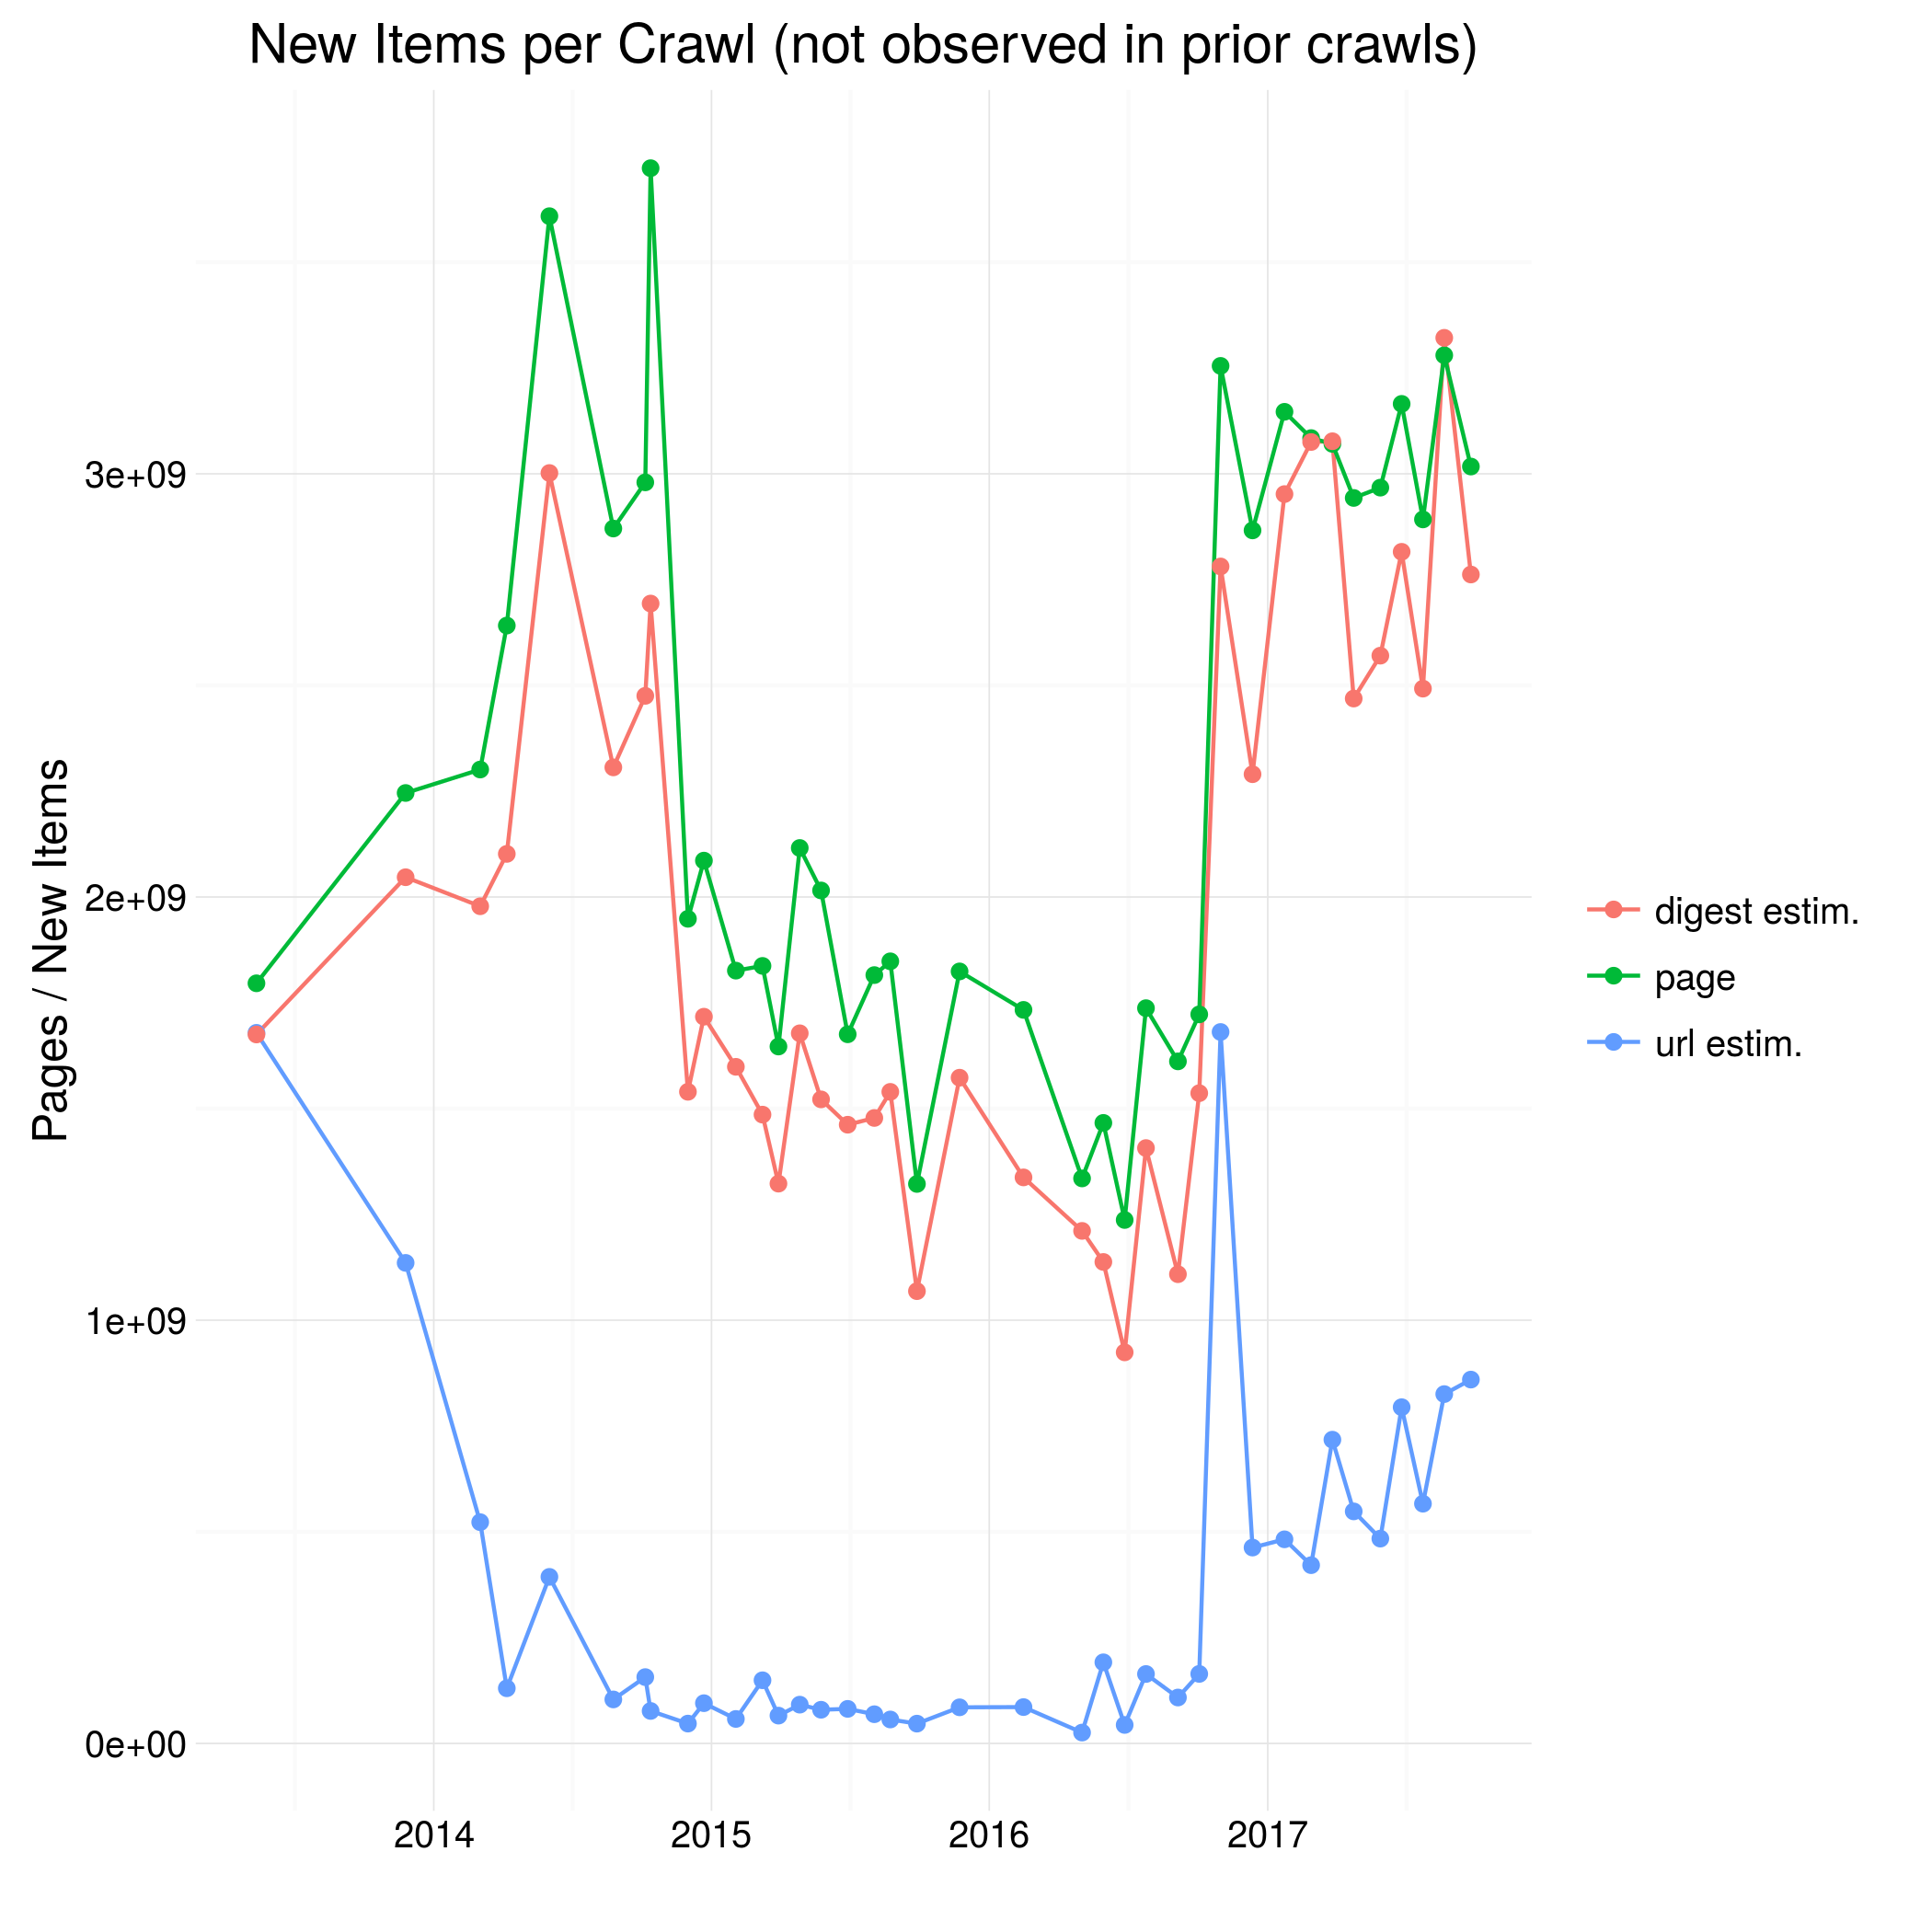 New Items per Crawl (not observed in prior crawls)
Pages / New Items
3e+09
2e+09
1e+09
0e+00
2014
2015
2016
2017
digest estim.
page
url estim.